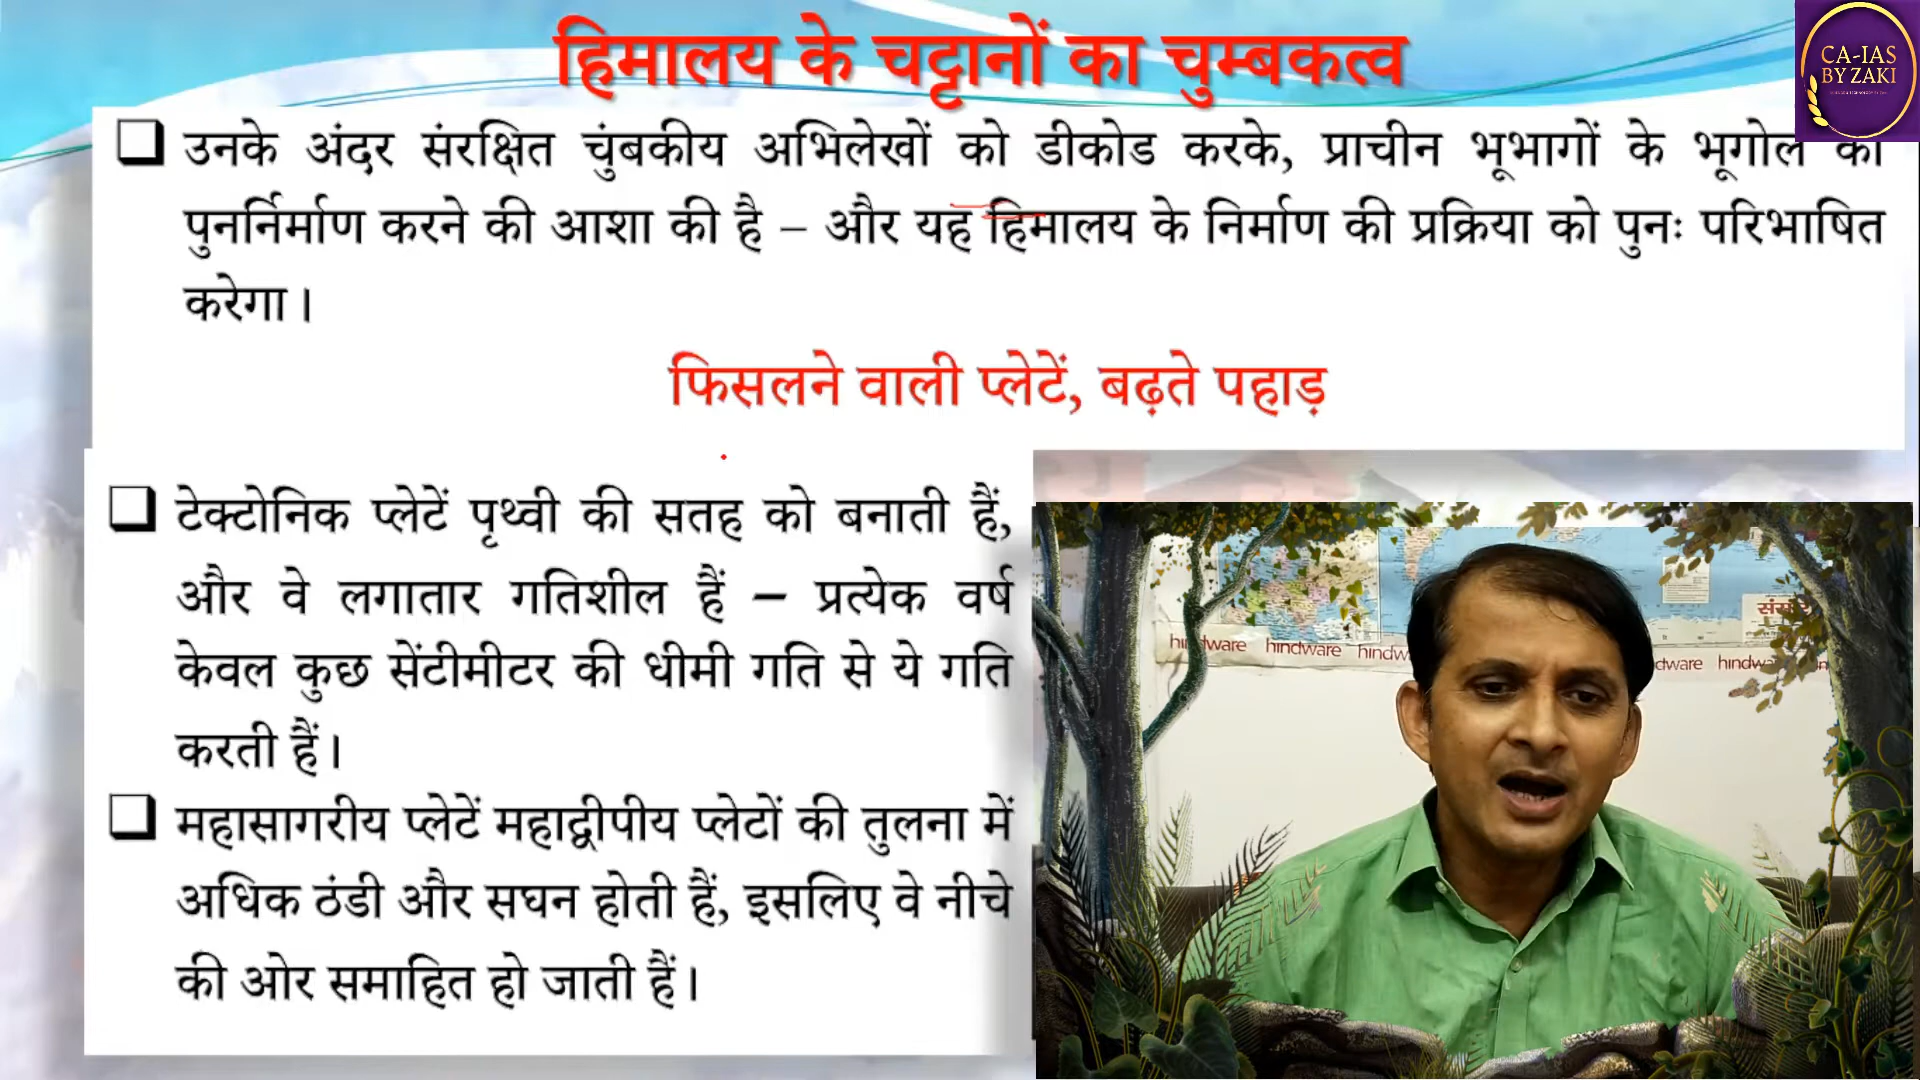 हिमालय के चट्टानों का चुम्बकत्व
CA-IAS
BY ZAKI
उनके अंदर संरक्षित चुंबकीय अभिलेखों को डीकोड करके, प्राचीन भूभागों के भूगोल का
पुनर्निर्माण करने की आशा की है – और यह हिमालय के निर्माण की प्रक्रिया को पुनः परिभाषित
करेगा।
फिसलने वाली प्लेटें, बढ़ते पहाड़
टेक्टोनिक प्लेटें पृथ्वी की सतह को बनाती हैं,
और वे लगातार गतिशील हैं – प्रत्येक वर्ष
केवल कुछ सेंटीमीटर की धीमी गति से ये गति
करती हैं।
महासागरीय प्लेटें महाद्वीपीय प्लेटों की तुलना में
अधिक ठंडी और सघन होती हैं, इसलिए वे नीचे
की ओर समाहित हो जाती हैं।
hindware hindware